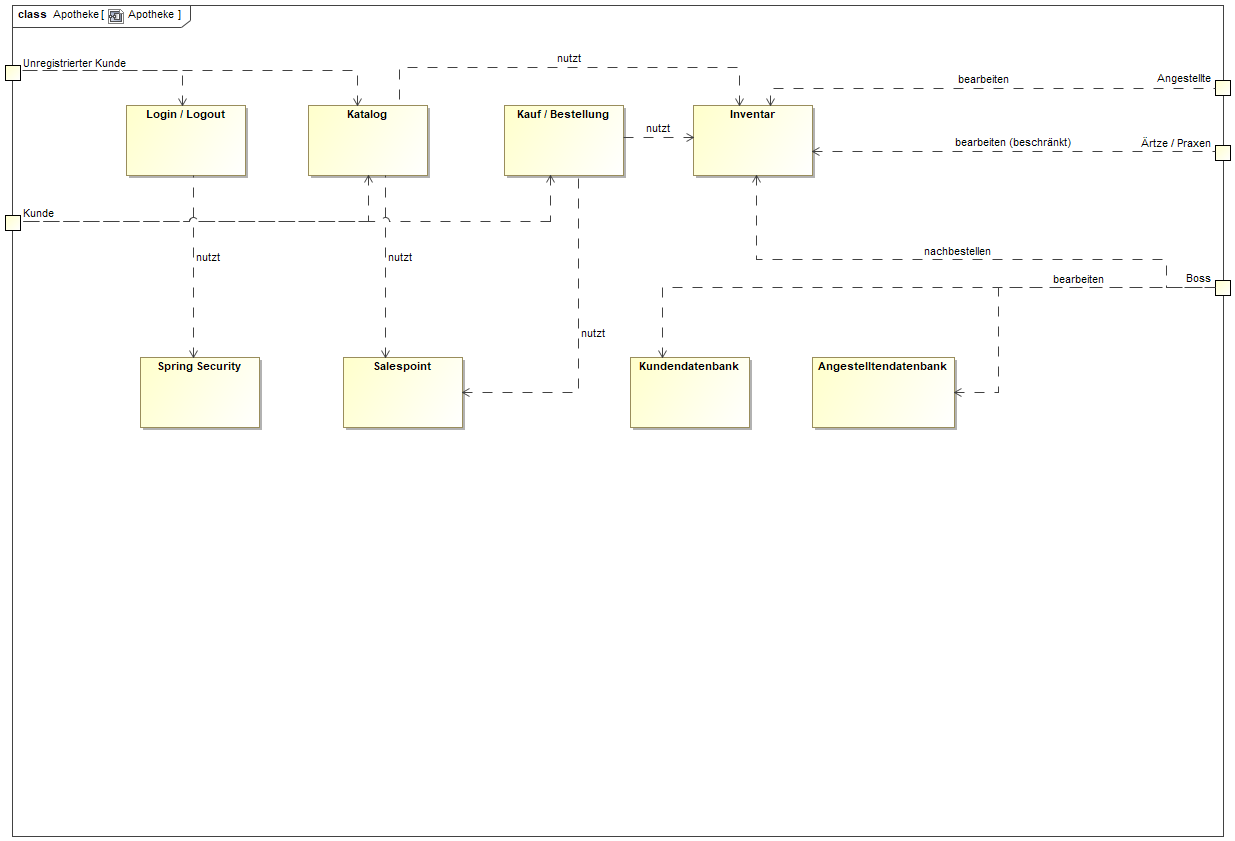 class Apotheke [ Apotheke ]
Unregistrierter Kunde
nutzt
bearbeiten
Angestellte
Login / Logout
Katalog
Kauf / Bestellung
Inventar
nutzt
bearbeiten (beschränkt)
Ärtze / Praxen
Kunde
nutzt
nutzt
nachbestellen
bearbeiten
Boss
nutzt
Spring Security
Salespoint
Kundendatenbank
Angestelltendatenbank